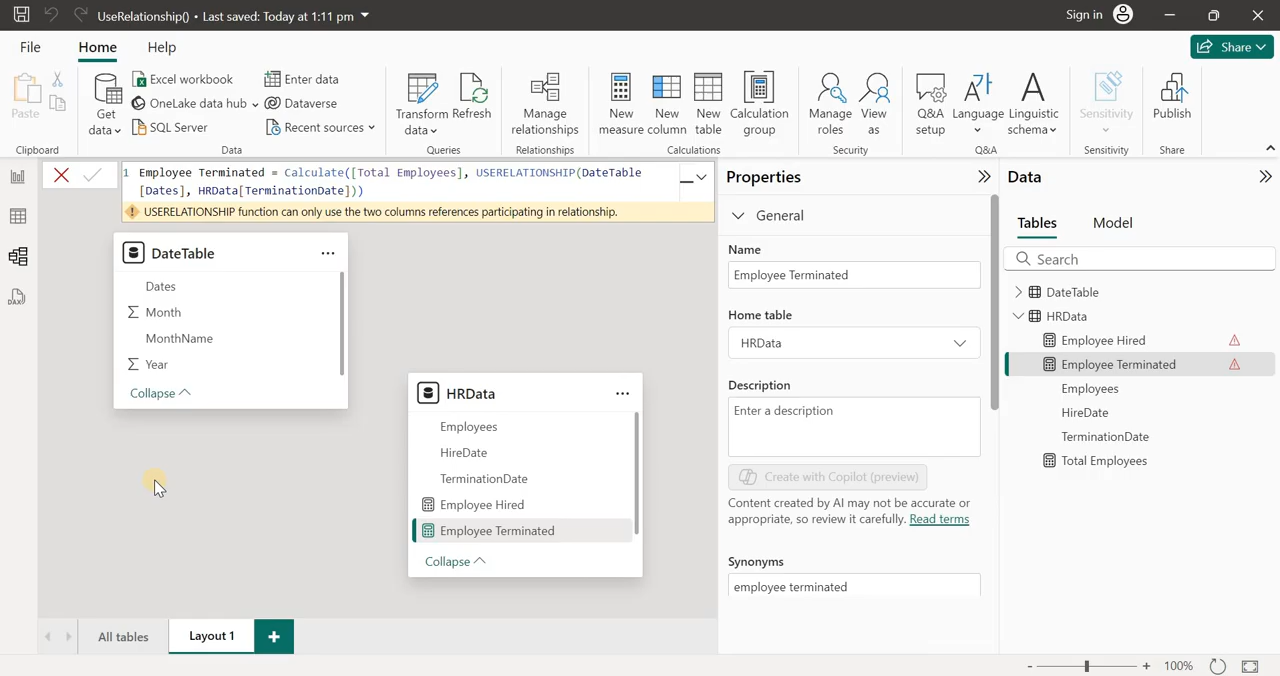 UseRelationship() • Last saved: Today at 1:11 pm
Sign in
File
Home
Help
Share
Paste
Get data
Excel workbook
OneLake data hub
SQL Server
Enter data
Dataverse
Recent sources
Transform data
Refresh
Manage relationships
New measure
New column
New table
Calculation group
Manage roles
View as
Q&A setup
Language
Linguistic schema
Sensitivity
Publish
Clipboard
Data
Queries
Relationships
Calculations
Security
Q&A
Sensitivity
Share
1 Employee Terminated = Calculate([Total Employees], USERELATIONSHIP(DateTable
[Dates], HRData[TerminationDate]))
USERELATIONSHIP function can only use the two columns references participating in relationship.
DAX
DateTable
Dates
Month
MonthName
Year
Collapse
HRData
Employees
HireDate
TerminationDate
Employee Hired
Employee Terminated
Collapse
Properties
General
Name
Employee Terminated
Home table
HRData
Description
Enter a description
Create with Copilot (preview)
Content created by AI may not be accurate or
appropriate, so review it carefully. Read terms
Synonyms
employee terminated
Data
Tables
Model
Search
DateTable
HRData
Employee Hired
Employee Terminated
Employees
HireDate
TerminationDate
Total Employees
All tables
Layout 1
+
- + 100%